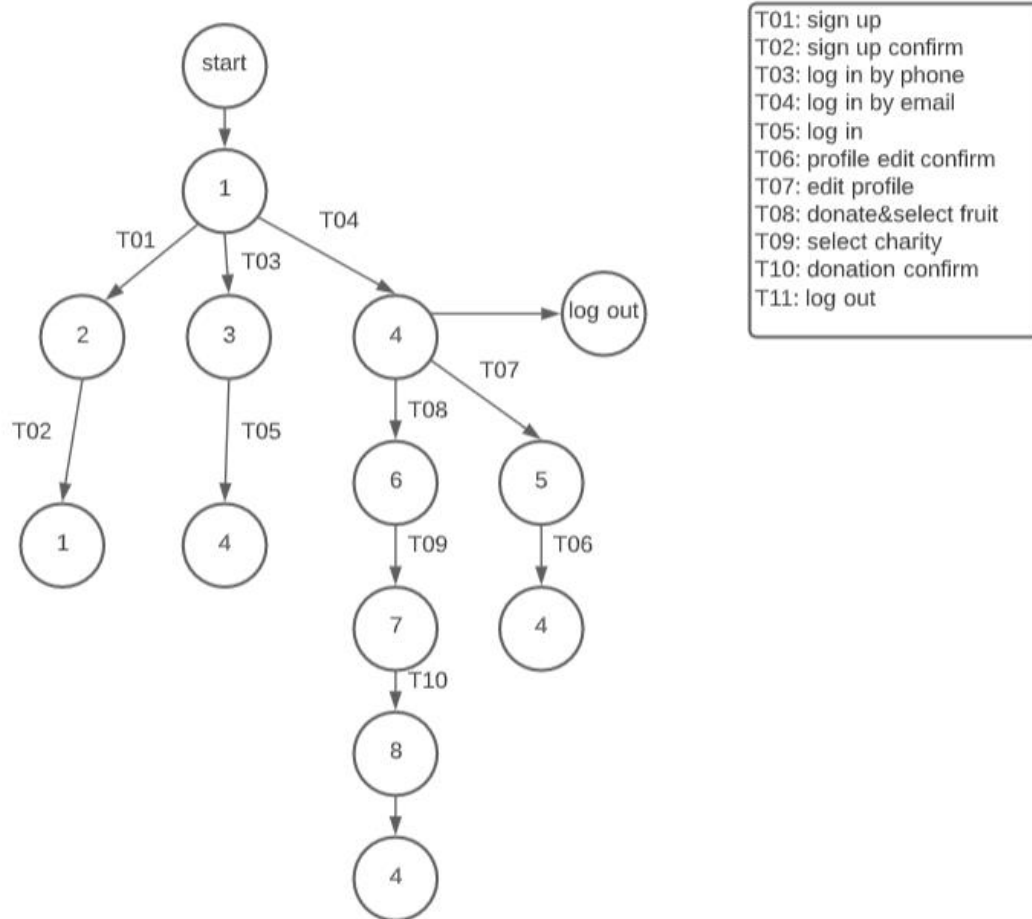 start
1
T01
T03
T04
2
3
4
log out
T02
T05
T08
T07
1
4
6
5
T09
T06
7
4
T10
8
4
T01: sign up
T02: sign up confirm
T03: log in by phone
T04: log in by email
T05: log in
T06: profile edit confirm
T07: edit profile
T08: donate&select fruit
T09: select charity
T10: donation confirm
T11: log out